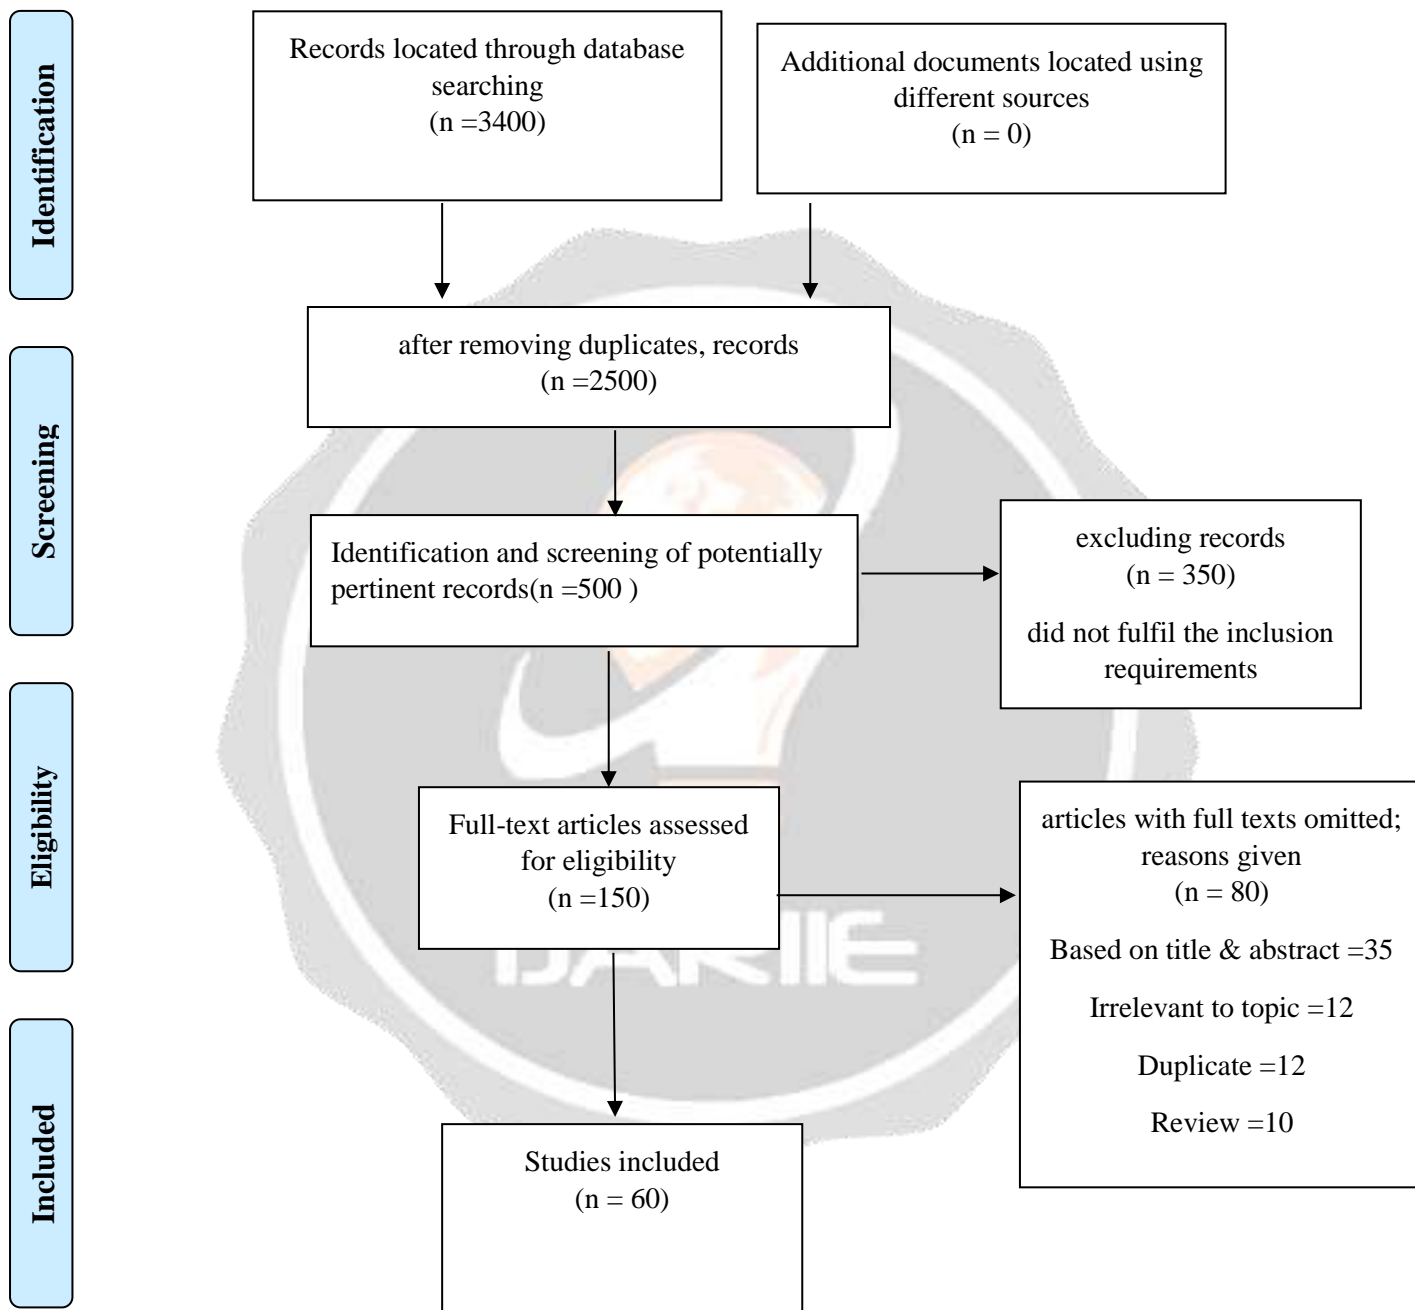 Identification
Records located through database
searching
(n =3400)
Additional documents located using
different sources
(n = 0)
Screening
after removing duplicates, records
(n =2500)
Identification and screening of potentially
pertinent records(n =500 )
excluding records
(n = 350)
did not fulfil the inclusion
requirements
Eligibility
Full-text articles assessed
for eligibility
(n =150)
articles with full texts omitted;
reasons given
(n = 80)
Based on title & abstract =35
Irrelevant to topic =12
Duplicate =12
Review =10
IJARIIE
Included
Studies included
(n = 60)